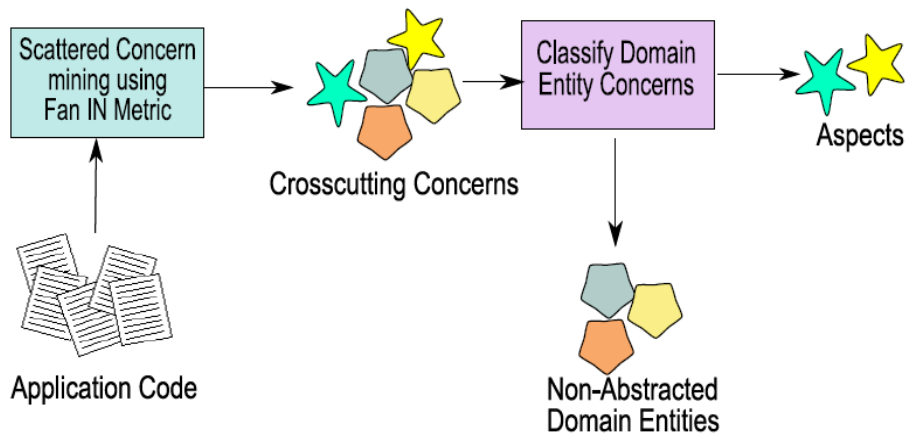 Scattered Concern
mining using
Fan IN Metric
Crosscutting Concerns
Classify Domain
Entity Concerns
Aspects
Application Code
Non-Abstracted
Domain Entities